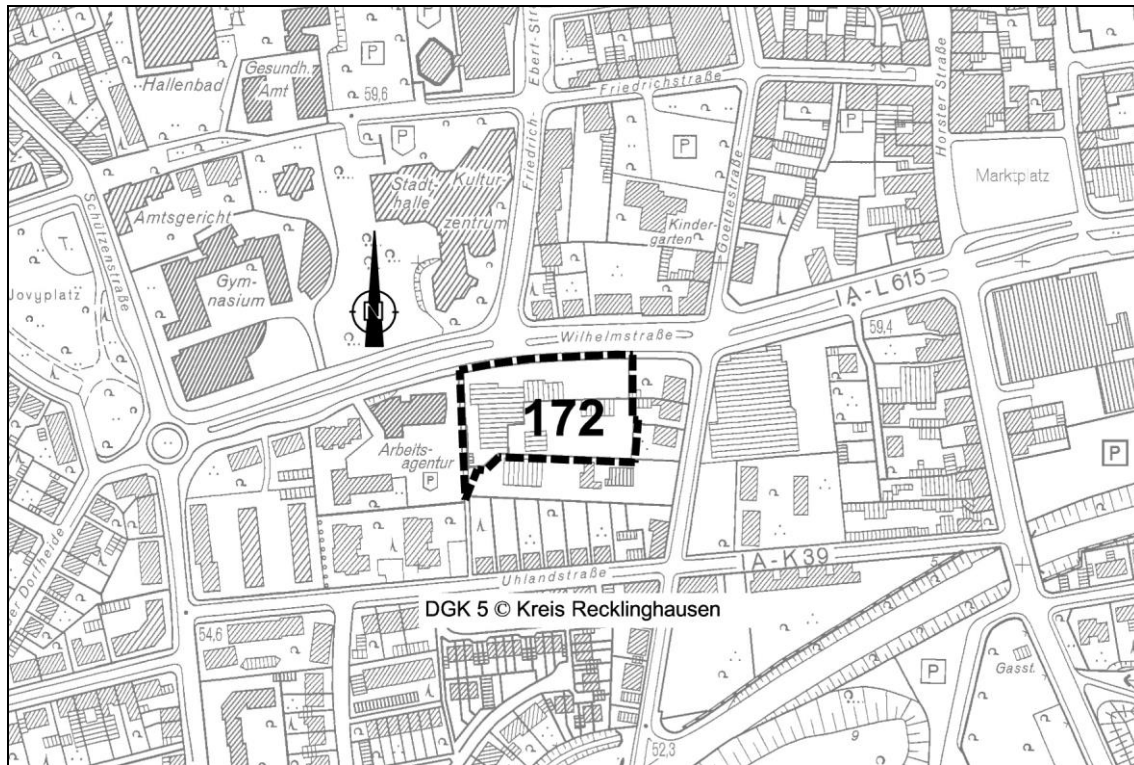 P
Hallenbad
Gesundh.
Amt
59,6
P
Friedrich-
Ebert-Str
Friedrichstraße
P
P
Horster Straße
Marktplatz
Schützenstraße
Amtsgericht
Stadt-
halle
Kultur-
zentrum
Kinder-
garten
Goethestraße
T.
Jovyplatz
Gym-
nasium
N
IA-L615
Wilhelmstraße
59,4
172
Arbeits-
agentur
P
P
Uhlandstraße
IA-K39
DGK 5 © Kreis Recklinghausen
54,6
P
Gasst.
52,3
9